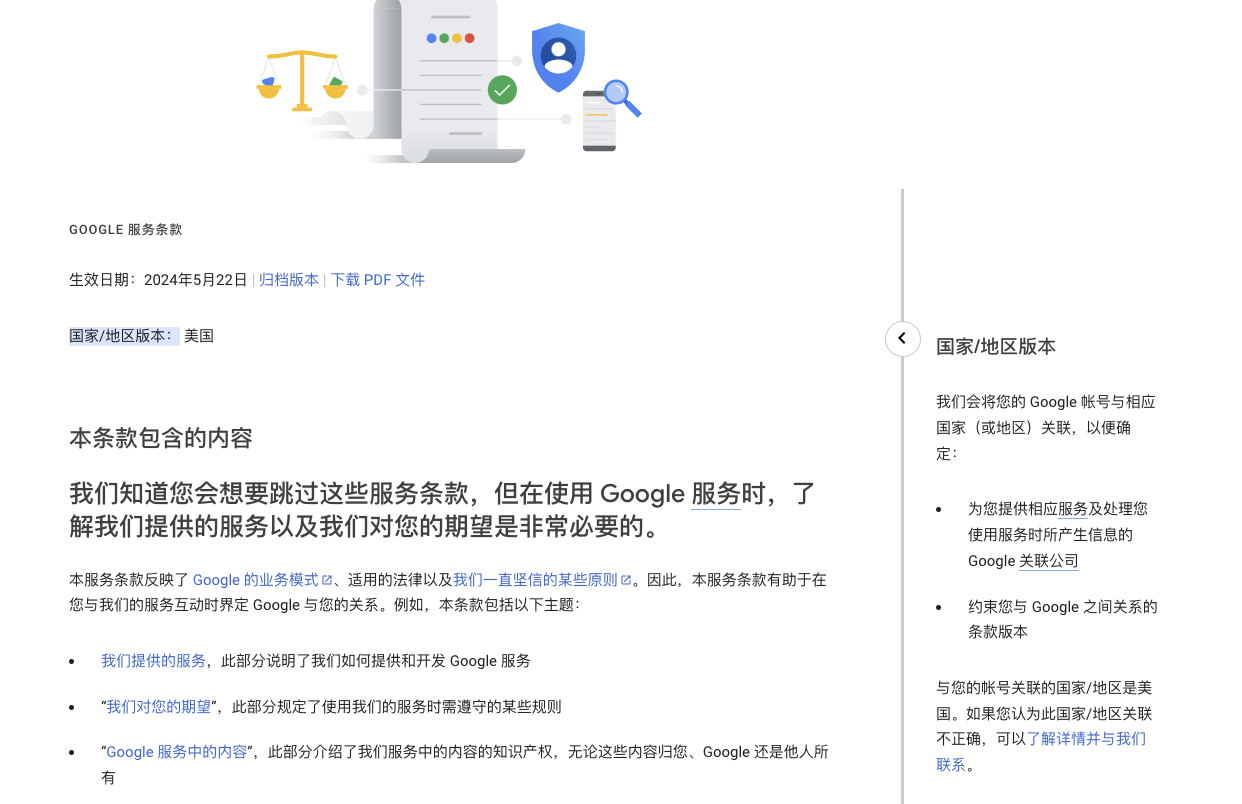 GOOGLE 服务条款
生效日期：2024年5月22日 | 归档版本 | 下载 PDF 文件
国家/地区版本： 美国
本条款包含的内容
我们知道您会想要跳过这些服务条款，但在使用 Google 服务时，了
解我们提供的服务以及我们对您的期望是非常必要的。
本服务条款反映了 Google 的业务模式、适用的法律以及我们一直坚信的某些原则。因此，本服务条款有助于在
您与我们的服务互动时界定 Google 与您的关系。例如，本条款包括以下主题：
• 我们提供的服务，此部分说明了我们如何提供和开发 Google 服务
• “我们对您的期望”，此部分规定了使用我们的服务时需遵守的某些规则
• “Google 服务中的内容”，此部分介绍了我们服务中的内容的知识产权，无论这些内容归您、Google 还是他人所
有
国家/地区版本
我们会将您的 Google 帐号与相应
国家（或地区）关联，以便确
定：
• 为您提供相应服务及处理您
使用服务时所产生信息的
Google 关联公司
• 约束您与 Google 之间关系的
条款版本
与您的帐号关联的国家/地区是美
国。如果您认为此国家/地区关联
不正确，可以了解详情并与我们
联系。